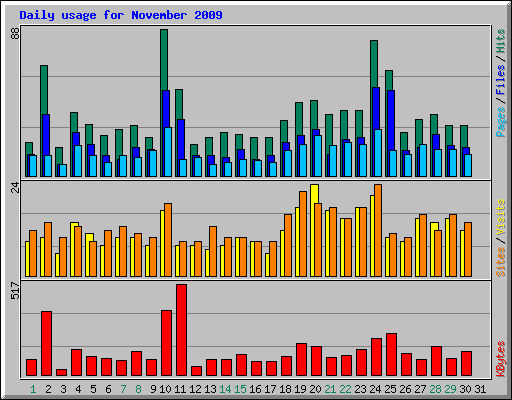 Daily usage for November 2009
88
Pages / Files / Hits
24
Sites / Visits
517
KBytes
1 2 3 4 5 6 7 8 9 10 11 12 13 14 15 16 17 18 19 20 21 22 23 24 25 26 27 28 29 30 31